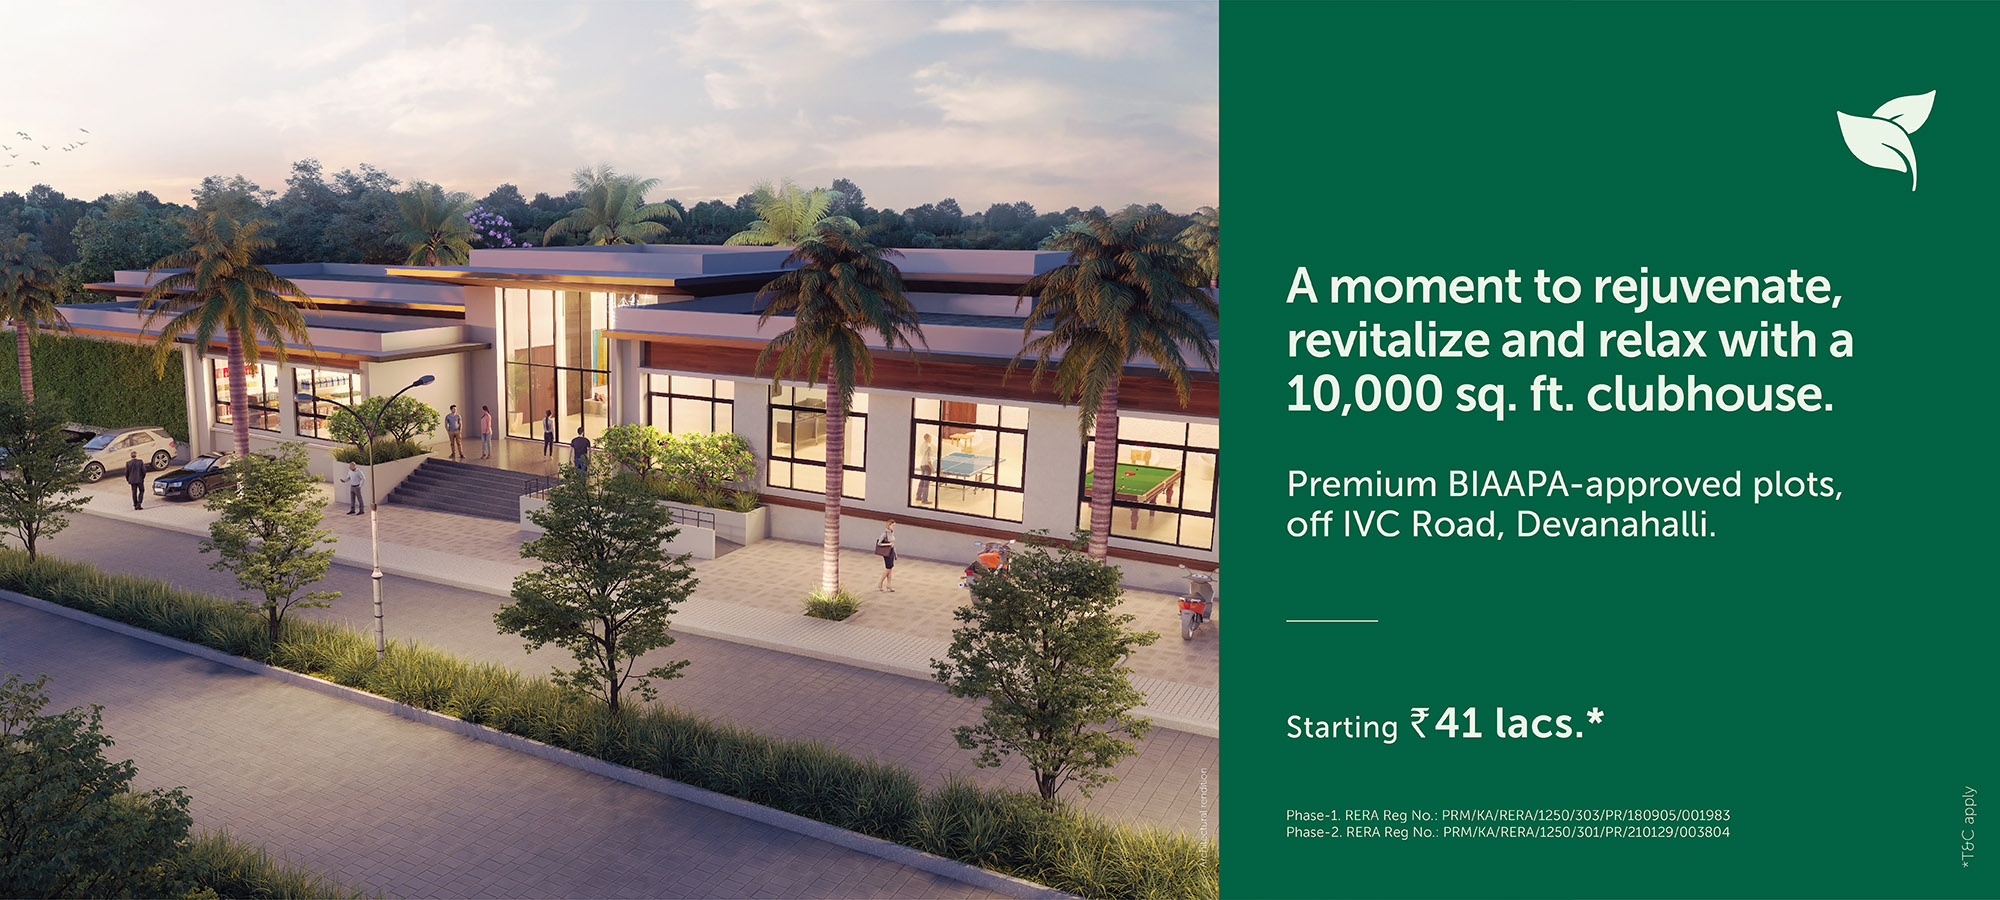 A moment to rejuvenate,
revitalize and relax with a
10,000 sq. ft. clubhouse.
Premium BIAAPA-approved plots,
off IVC Road, Devanahalli.
Starting ₹41 lacs.*
Phase-1. RERA Reg No.: PRM/KA/RERA/1250/303/PR/180905/001983
Phase-2. RERA Reg No.: PRM/KA/RERA/1250/301/PR/210129/003804
Architectural rendition
*T&C apply